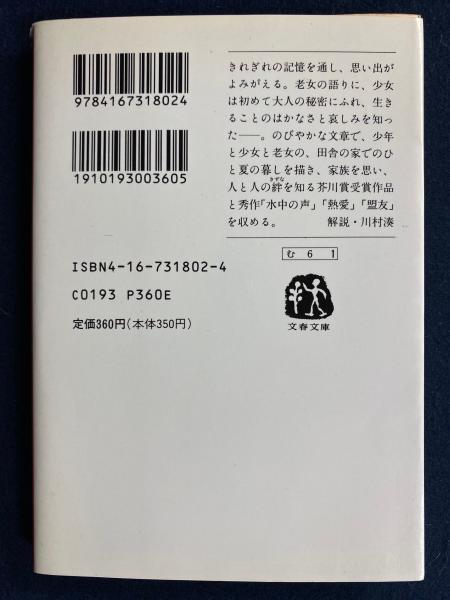 9784167318024
1910193003605
ISBN4-16-731802-4
C0193 P360E
定価360円(本体350円)
きれぎれの記憶を通し、思い出が
よみがえる。老女の語りに、少女
は初めて大人の秘密にふれ、生き
ることのはかなさと哀しみを知っ
た――。のびやかな文章で、少年
と少女と老女の、田舎の家でのひ
と夏の暮しを描き、家族を思い、
人と人の絆を知る芥川賞受賞作品
きずな
と秀作「水中の声」「熱愛」「盟友」
を収める。 解説・川村湊
む 6 1
文春文庫